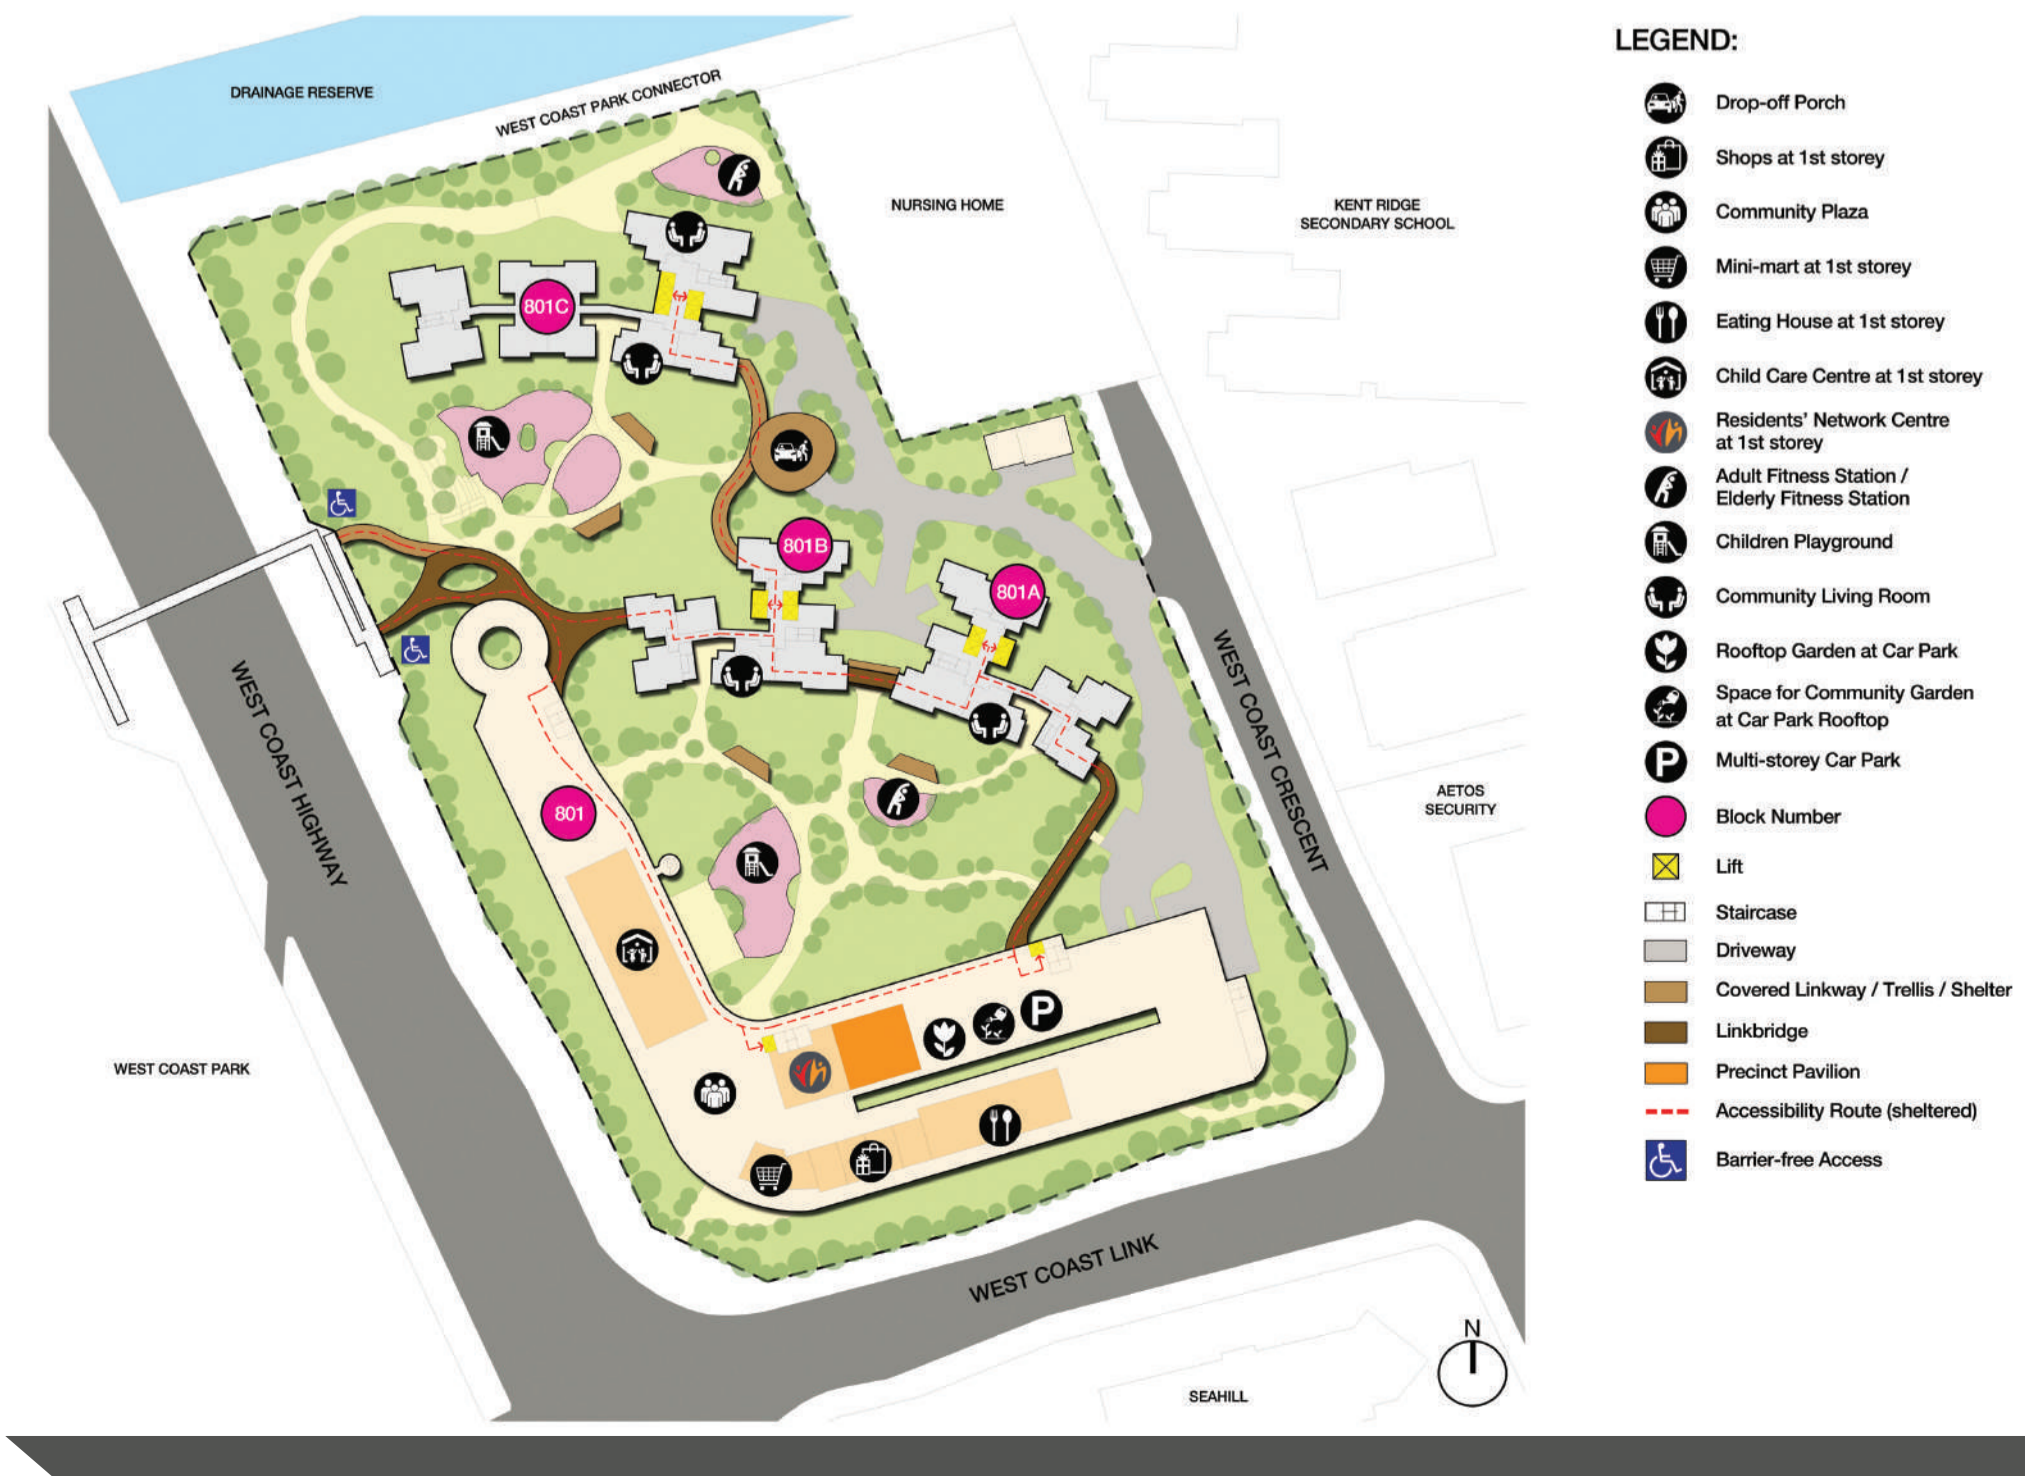 DRAINAGE RESERVE
WEST COAST PARK CONNECTOR
NURSING HOME
KENT RIDGE
SECONDARY SCHOOL
801C
801B
801A
801
WEST COAST HIGHWAY
WEST COAST CRESCENT
AETOS
SECURITY
WEST COAST PARK
P
WEST COAST LINK
SEAHILL
N
LEGEND:
Drop-off Porch
Shops at 1st storey
Community Plaza
Mini-mart at 1st storey
Eating House at 1st storey
Child Care Centre at 1st storey
Residents' Network Centre
at 1st storey
Adult Fitness Station /
Elderly Fitness Station
Children Playground
Community Living Room
Rooftop Garden at Car Park
Space for Community Garden
at Car Park Rooftop
P Multi-storey Car Park
Block Number
Lift
Staircase
Driveway
Covered Linkway / Trellis / Shelter
Linkbridge
Precinct Pavilion
Accessibility Route (sheltered)
Barrier-free Access